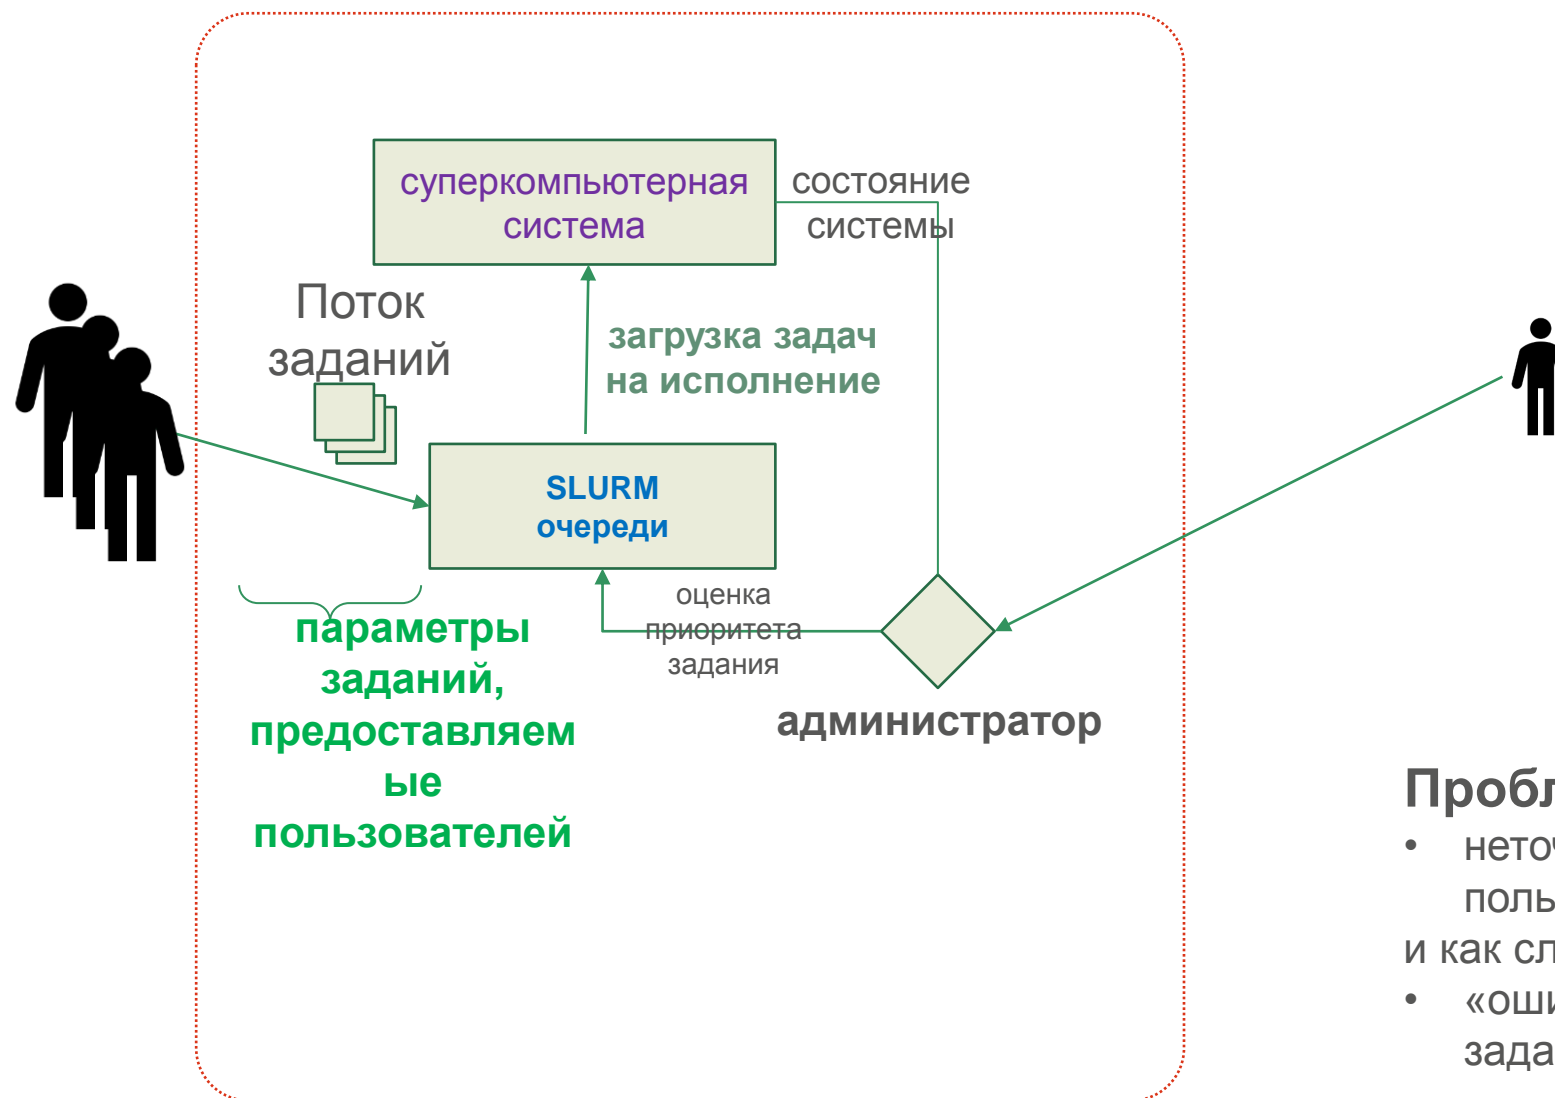 суперкомпьютерная
система
состояние
системы
Поток
заданий
загрузка задач
на исполнение
SLURM
очереди
оценка
приоритета
задания
параметры
заданий,
предоставляем
ые
пользователей
администратор
и как